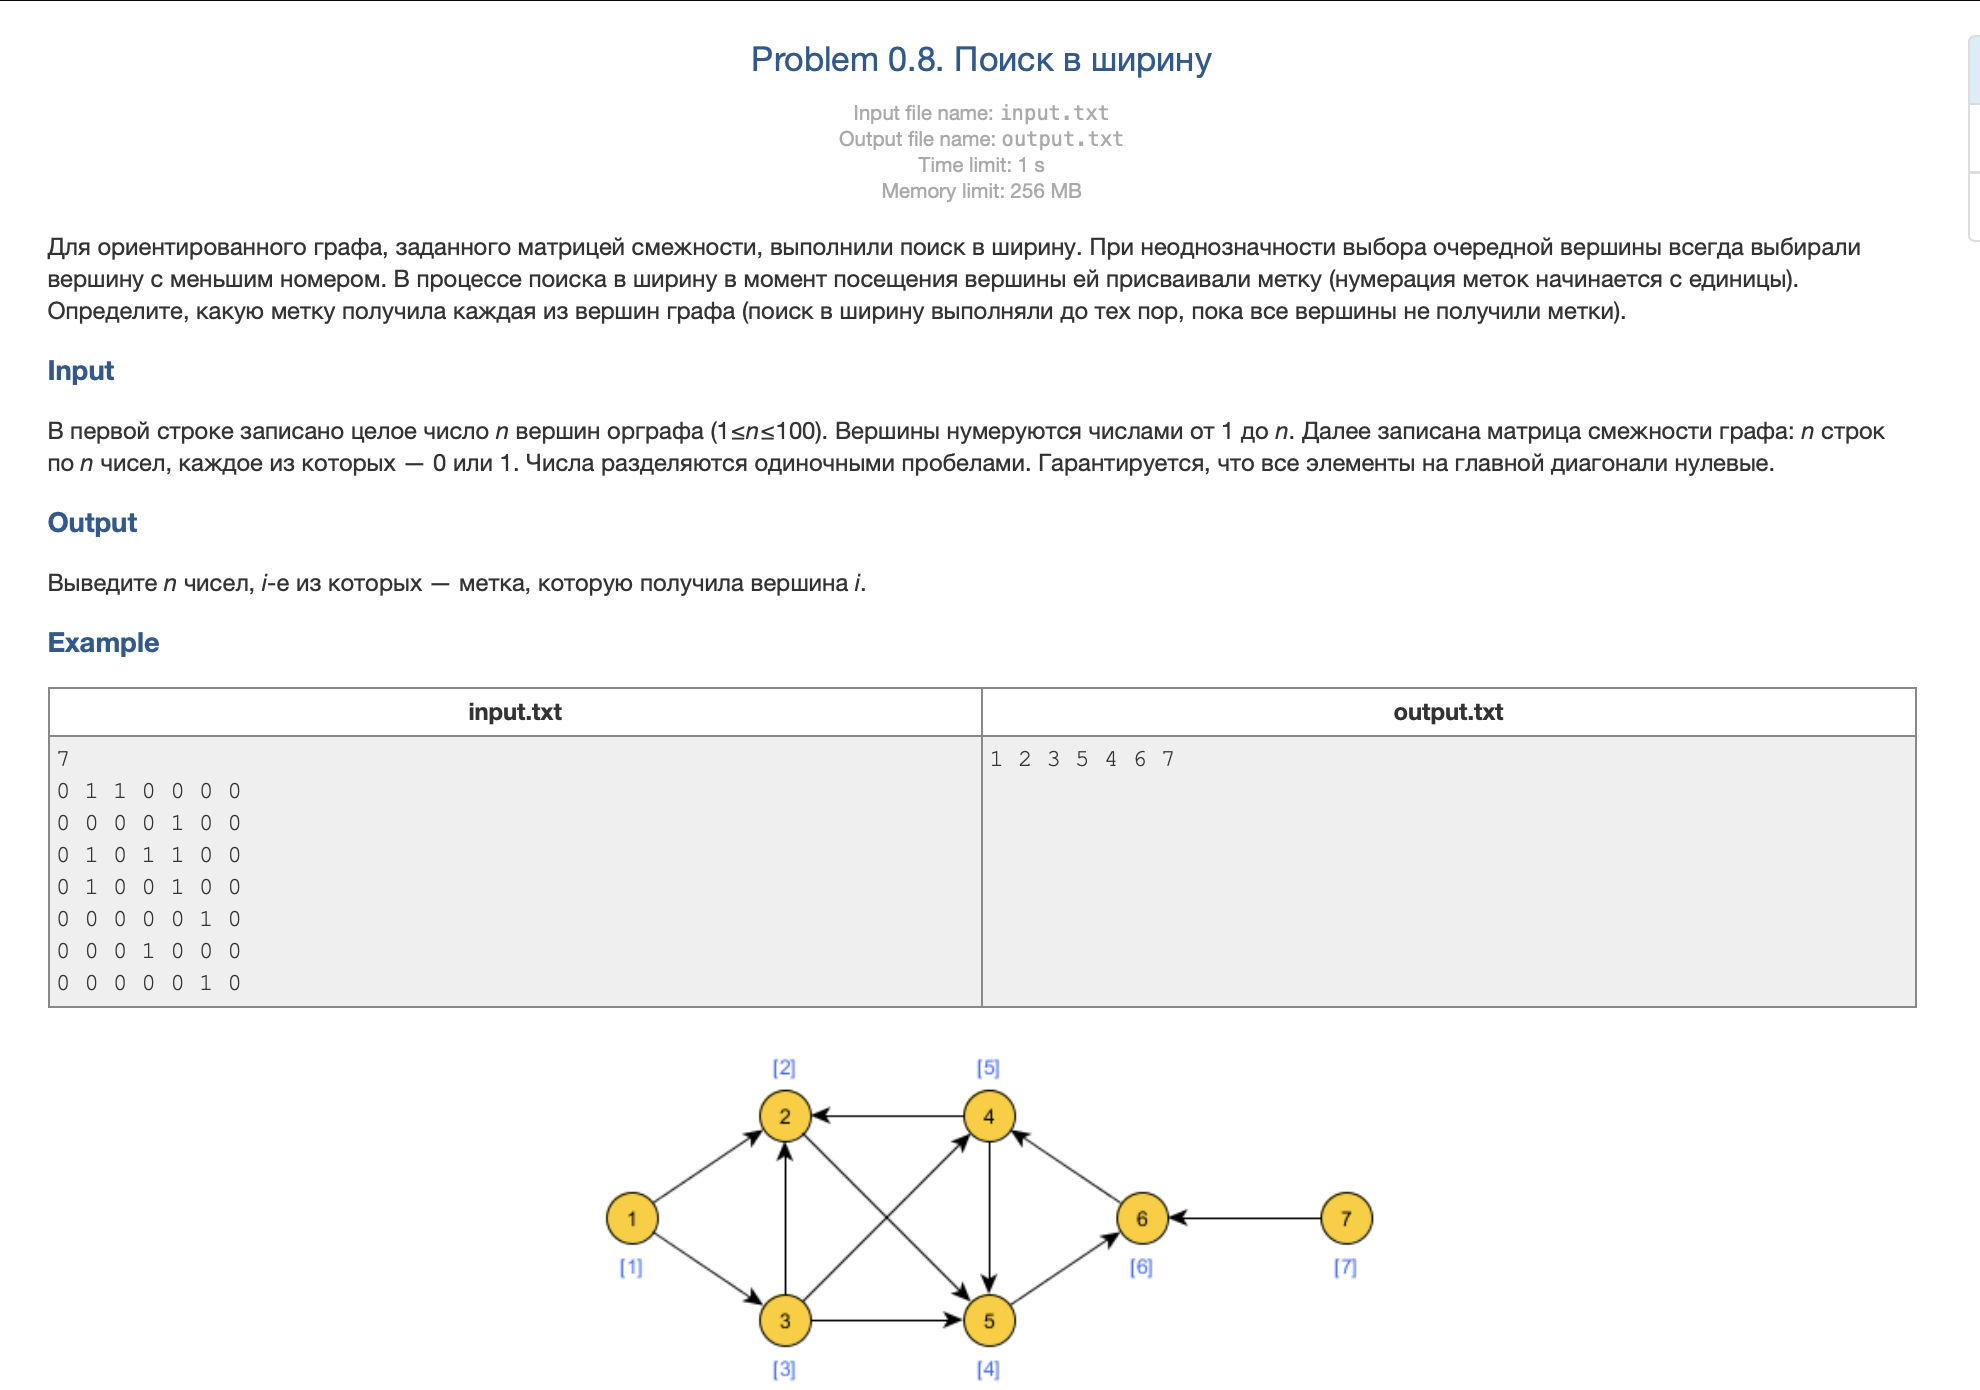 Problem 0.8. Поиск в ширину
Input file name: input.txt
Output file name: output.txt
Time limit: 1 s
Memory limit: 256 MB
Для ориентированного графа, заданного матрицей смежности, выполнили поиск в ширину. При неоднозначности выбора очередной вершины всегда выбирали
вершину с меньшим номером. В процессе поиска в ширину в момент посещения вершины ей присваивали метку (нумерация меток начинается с единицы).
Определите, какую метку получила каждая из вершин графа (поиск в ширину выполняли до тех пор, пока все вершины не получили метки).
Input
В первой строке записано целое число n вершин орграфа (1≤n≤100). Вершины нумеруются числами от 1 до n. Далее записана матрица смежности графа: n строк
по n чисел, каждое из которых — 0 или 1. Числа разделяются одиночными пробелами. Гарантируется, что все элементы на главной диагонали нулевые.
Output
Выведите n чисел, i-е из которых — метка, которую получила вершина i.
Example
input.txt output.txt
7 1 2 3 5 4 6 7
0 1 1 0 0 0 0
0 0 0 0 1 0 0
0 1 0 1 1 0 0
0 1 0 0 1 0 0
0 0 0 0 0 1 0
0 0 0 1 0 0 0
0 0 0 0 0 1 0
[2] [5]
2 4
1 6 7
[1] [6] [7]
3 5
[3] [4]